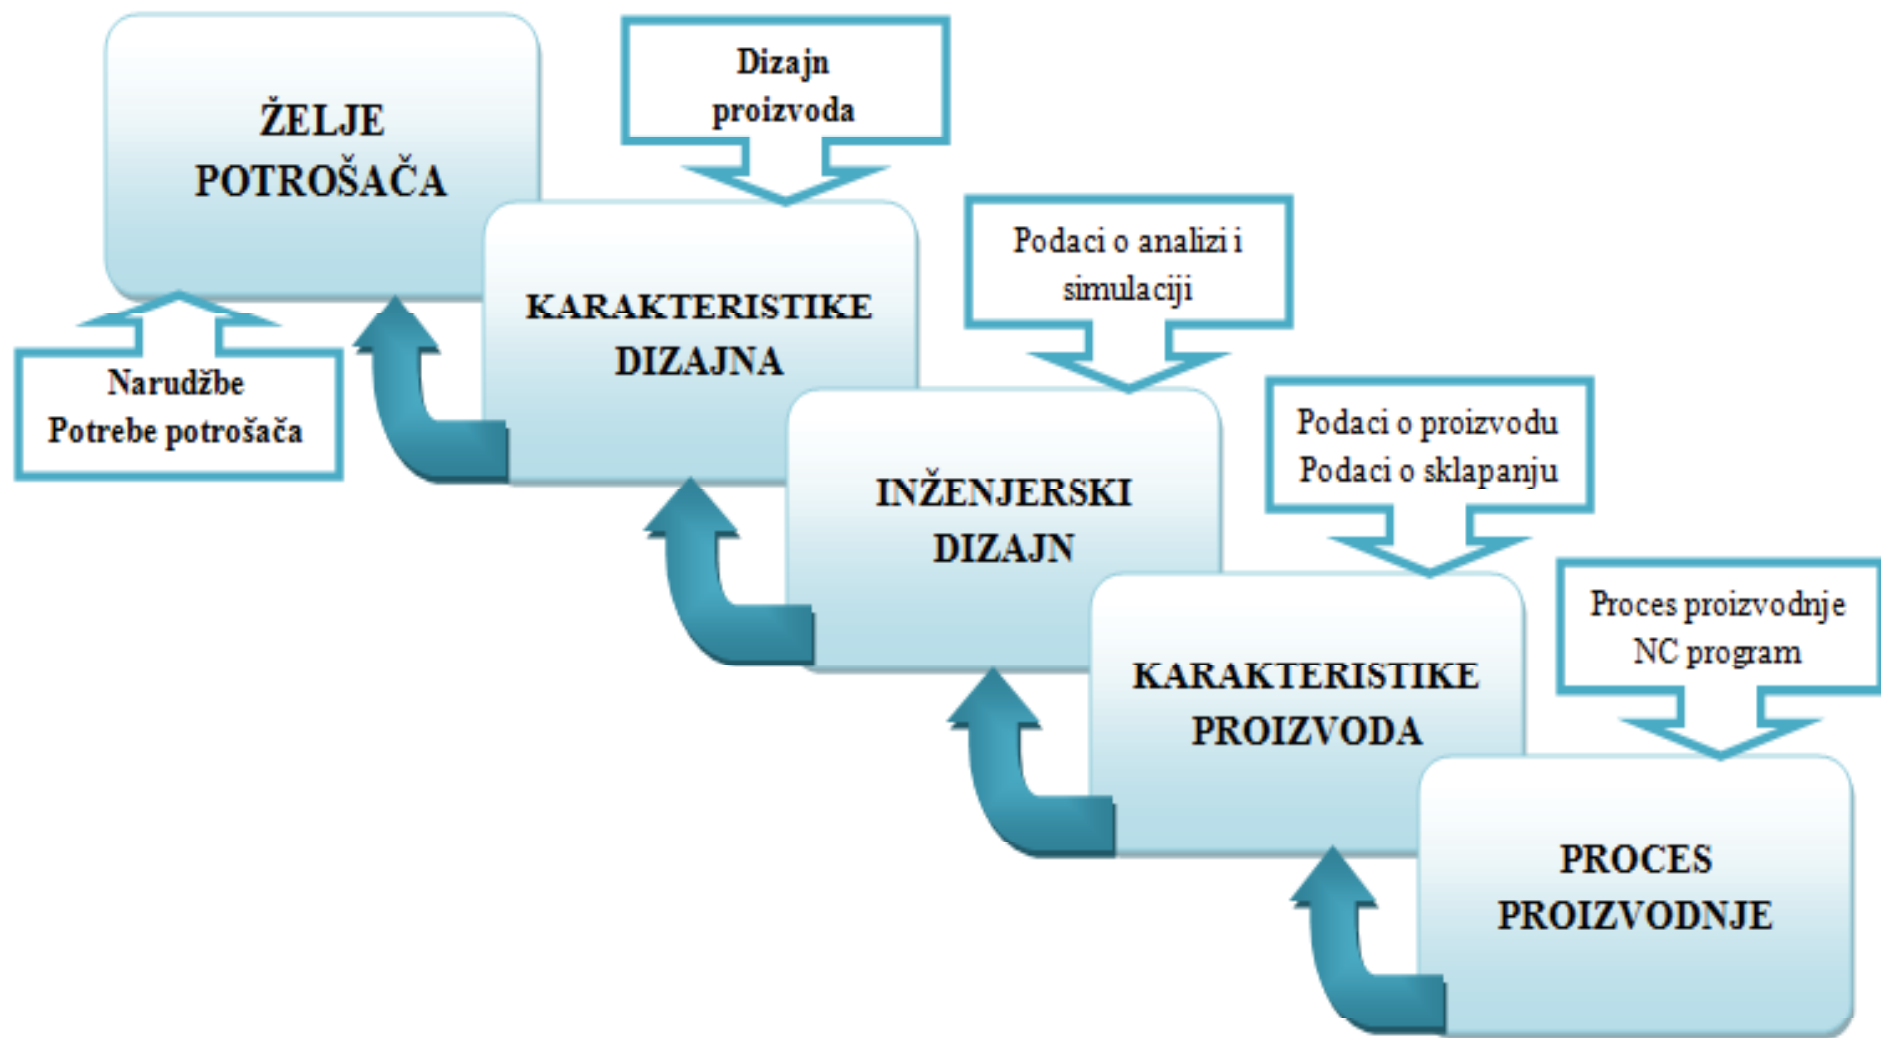 ŽELJE
POTROŠAČA
Dizajn
proizvoda
Narudžbe
Potrebe potrošača
KARAKTERISTIKE
DIZAJNA
Podaci o analizi i
simulaciji
INŽENJERSKI
DIZAJN
Podaci o proizvodu
Podaci o sklapanju
KARAKTERISTIKE
PROIZVODA
Proces proizvodnje
NC program
PROCES
PROIZVODNJE